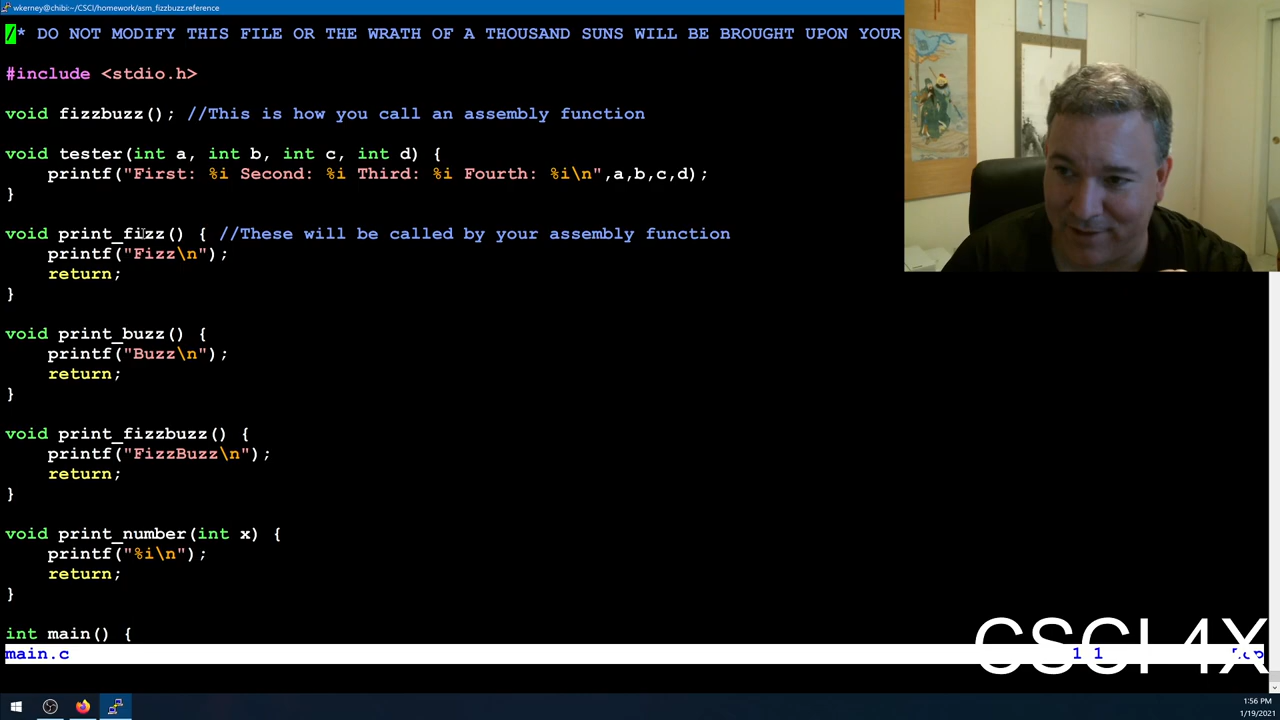 wkerney@chibi:~/CSCI/homework/asm_fizzbuzz.reference
/* DO NOT MODIFY THIS FILE OR THE WRATH OF A THOUSAND SUNS WILL BE BROUGHT UPON YOUR
#include <stdio.h>
void fizzbuzz(); //This is how you call an assembly function
void tester(int a, int b, int c, int d) {
    printf("First: %i Second: %i Third: %i Fourth: %i\n",a,b,c,d);
}
void print_fizz() { //These will be called by your assembly function
    printf("Fizz\n");
    return;
}
void print_buzz() {
    printf("Buzz\n");
    return;
}
void print_fizzbuzz() {
    printf("FizzBuzz\n");
    return;
}
void print_number(int x) {
    printf("%i\n");
    return;
}
int main() {
main.c 1 1
CSCI 4X
1:56 PM
1/19/2021